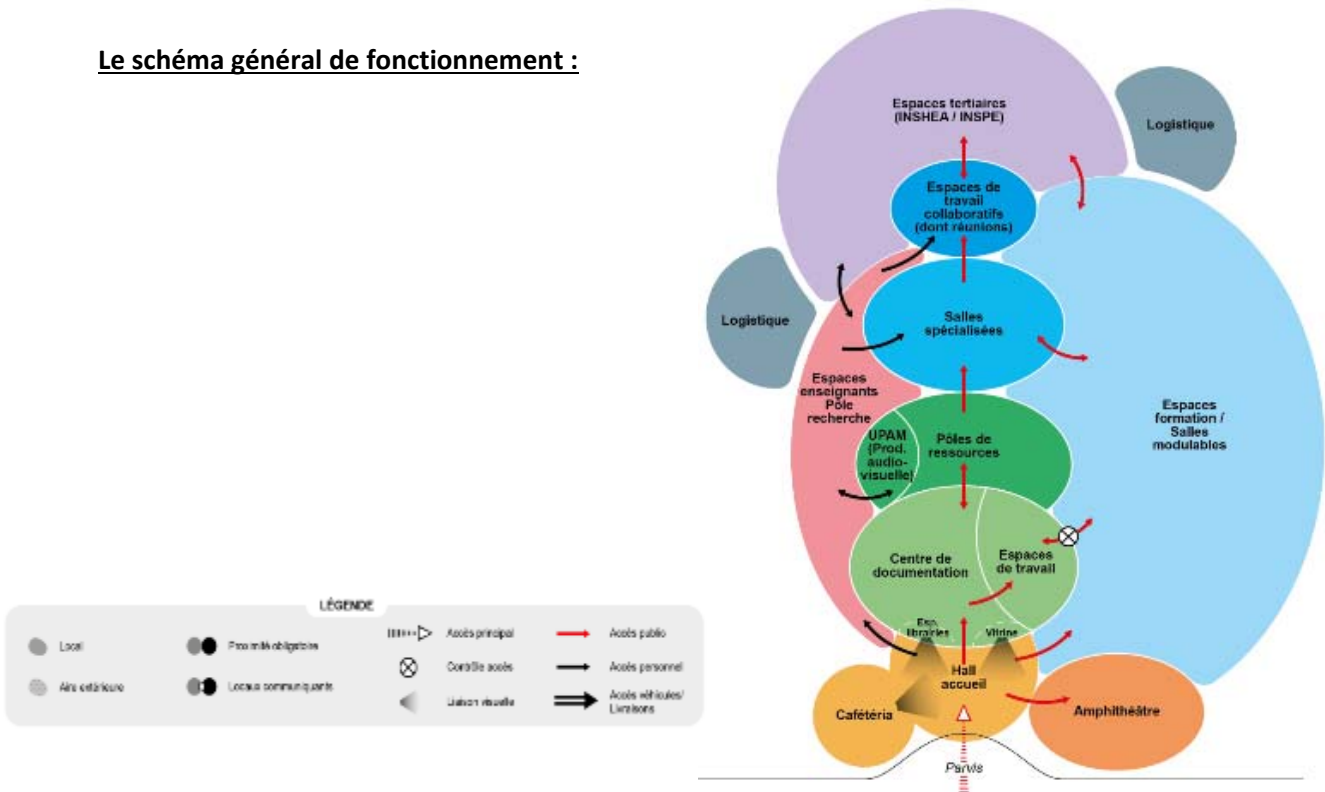 Le schéma général de fonctionnement :
Espaces tertiaires
(INSHEA / INSPE)
Logistique
Espaces de
travail
collaboratifs
(dont réunions)
Logistique
Salles
spécialisées
Espaces
enseignants
Pôle
recherche
Espaces
formation /
Salles
modulables
UPAM
(Prod.
audio-
visuelle)
Pôles de
ressources
Centre de
documentation
Espaces
de travail
Esp.
librairies
Vitrine
Hall
accueil
Cafétéria
Amphithéâtre
Parvis
LÉGENDE
Local
Aire extérieure
Proximité obligatoire
Locaux communiquants
Accès principal
Contrôle accès
Liaison visuelle
Accès public
Accès personnel
Accès véhicules/
Livraisons